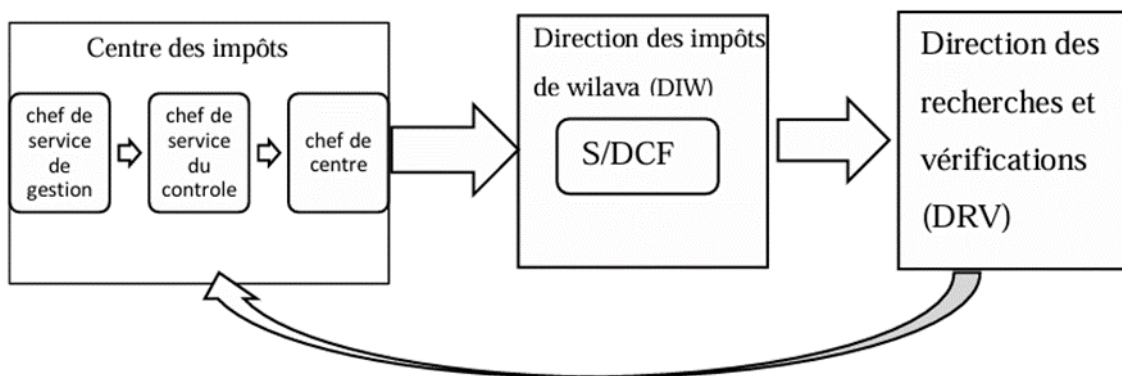 Centre des impôts
chef de
service
de
gestion
chef de
service
du
controle
chef de
centre
Direction des impôts
de wilava (DIW)
S/DCF
Direction des
recherches et
vérifications
(DRV)